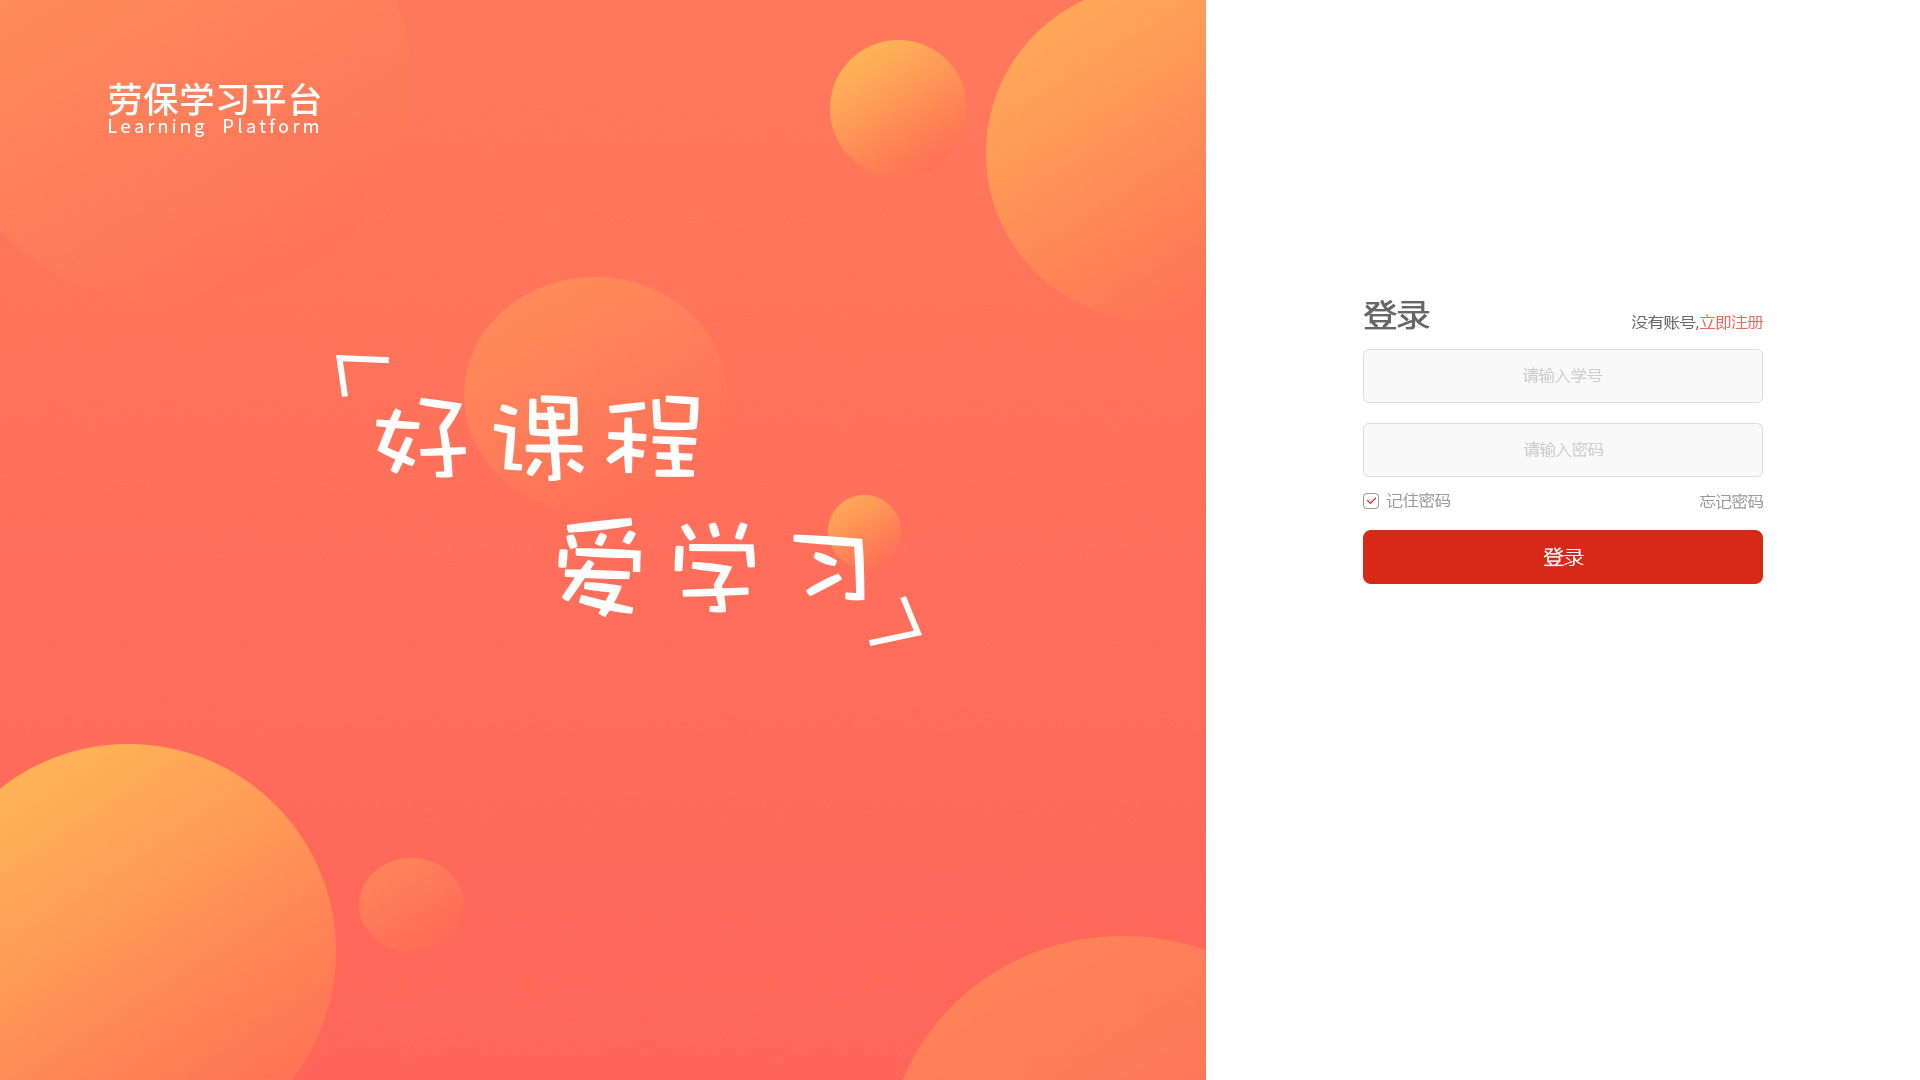 劳保学习平台
Learning Platform
「好课程
爱学习」
登录
没有账号,立即注册
请输入学号
请输入密码
记住密码
忘记密码
登录